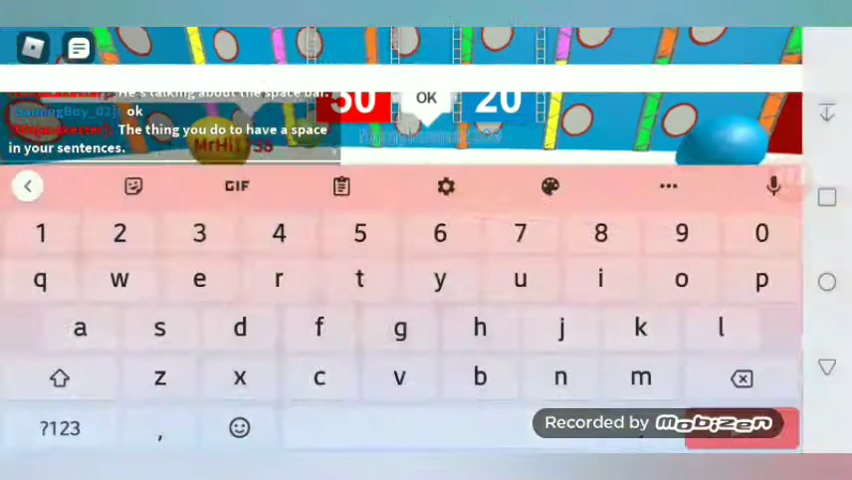 He's talking about the space bar.
ok
The thing you do to have a space
in your sentences.
50
OK
20
GIF
1 2 3 4 5 6 7 8 9 0
q w e r t y u i o p
a s d f g h j k l
z x c v b n m
?123 , .
Recorded by mobizen